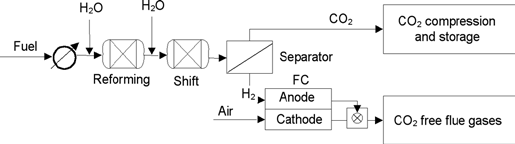 H₂O
H₂O
CO₂
CO₂ compression
and storage
Fuel
Separator
Reforming
Shift
FC
H₂
Anode
Air
Cathode
CO₂ free flue gases